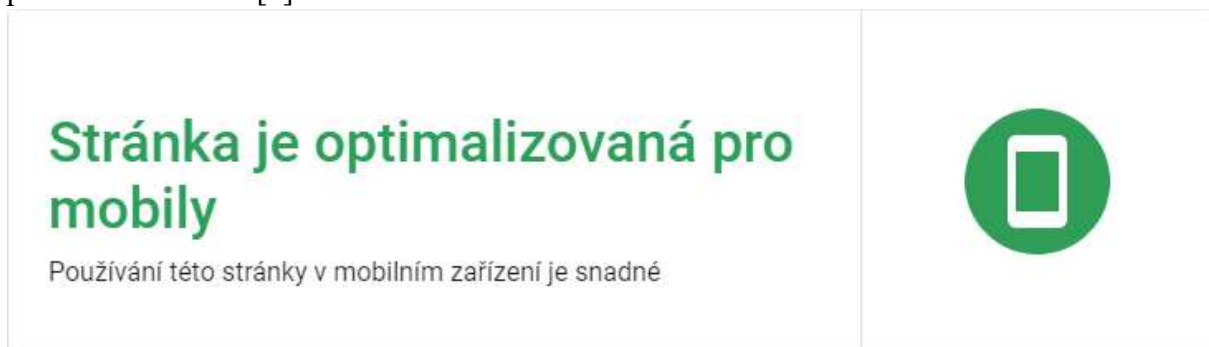 Stránka je optimalizovaná pro
mobily
Používání této stránky v mobilním zařízení je snadné